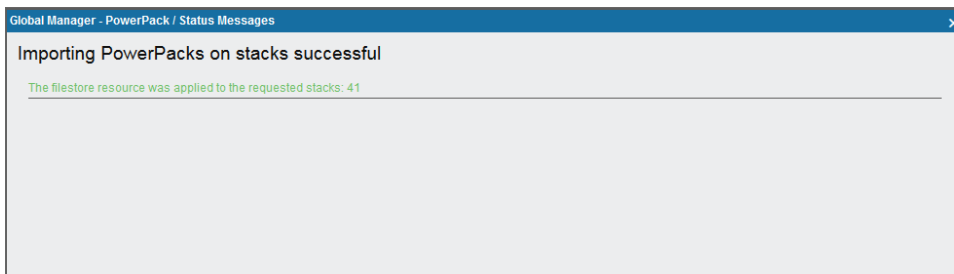 Global Manager - PowerPack / Status Messages
Importing PowerPacks on stacks successful
The filestore resource was applied to the requested stacks: 41